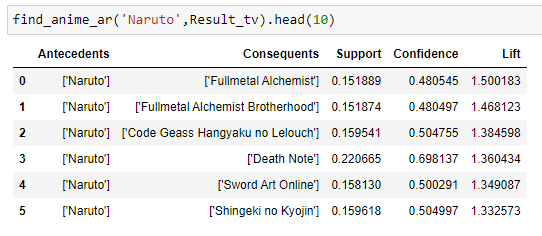 find_anime_ar('Naruto',Result_tv).head(10)
Antecedents Consequents Support Confidence Lift
0 ['Naruto'] ['Fullmetal Alchemist'] 0.151889 0.480545 1.500183
1 ['Naruto'] ['Fullmetal Alchemist Brotherhood'] 0.151874 0.480497 1.468123
2 ['Naruto'] ['Code Geass Hangyaku no Lelouch'] 0.159541 0.504755 1.384598
3 ['Naruto'] ['Death Note'] 0.220665 0.698137 1.360434
4 ['Naruto'] ['Sword Art Online'] 0.158130 0.500291 1.349087
5 ['Naruto'] ['Shingeki no Kyojin'] 0.159618 0.504997 1.332573